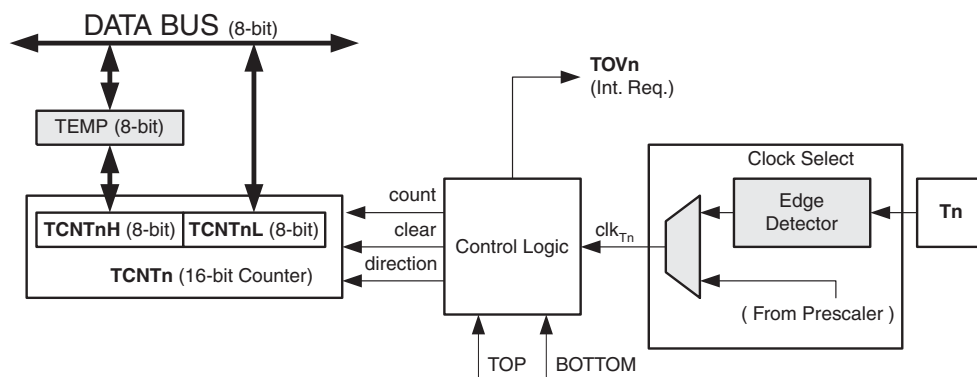 DATA BUS (8-bit)
TOVn
(Int. Req.)
TEMP (8-bit)
Clock Select
count
Edge
Detector
Tn
TCNTnH (8-bit) TCNTnL (8-bit)
clear
Control Logic
clkTn
TCNTn (16-bit Counter)
direction
( From Prescaler )
TOP
BOTTOM